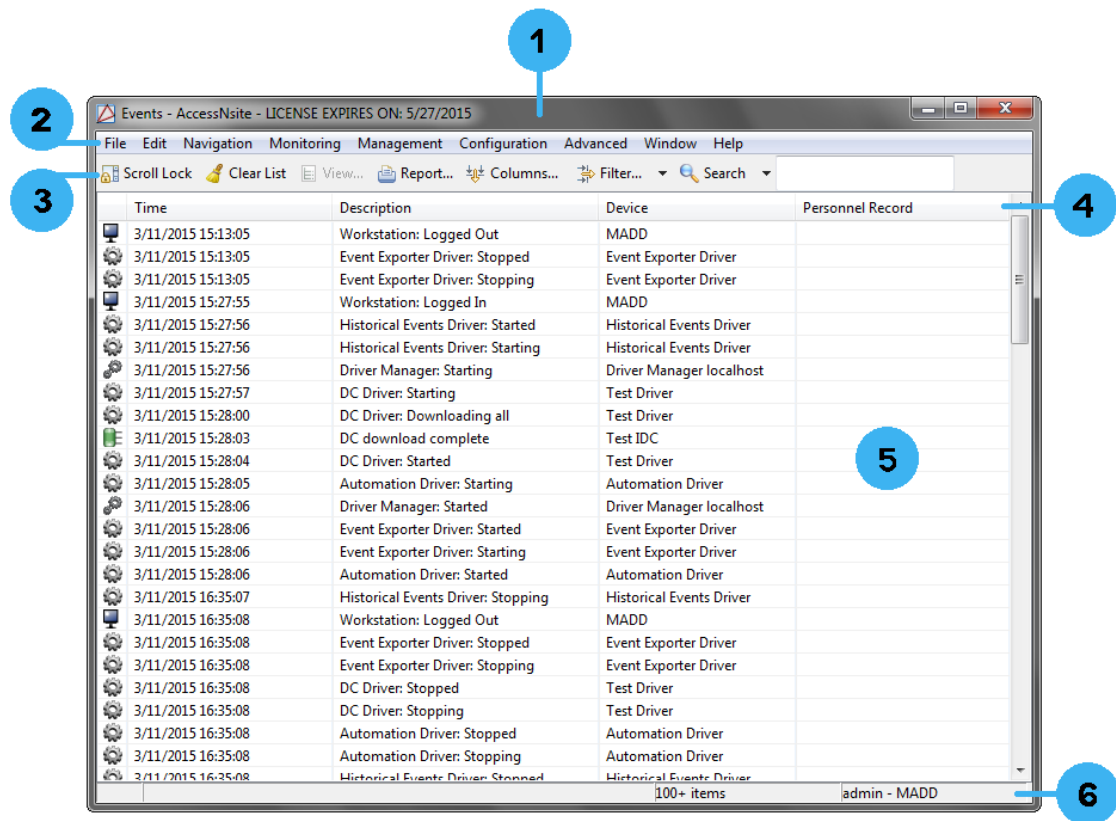 1
Events - AccessNsite - LICENSE EXPIRES ON: 5/27/2015
2
File Edit Navigation Monitoring Management Configuration Advanced Window Help
3
Scroll Lock Clear List View... Report... Columns... Filter... Search
Time Description Device Personnel Record
4
3/11/2015 15:13:05 Workstation: Logged Out MADD
3/11/2015 15:13:05 Event Exporter Driver: Stopped Event Exporter Driver
3/11/2015 15:13:05 Event Exporter Driver: Stopping Event Exporter Driver
3/11/2015 15:27:55 Workstation: Logged In MADD
3/11/2015 15:27:56 Historical Events Driver: Started Historical Events Driver
3/11/2015 15:27:56 Historical Events Driver: Starting Historical Events Driver
3/11/2015 15:27:56 Driver Manager: Starting Driver Manager localhost
3/11/2015 15:27:57 DC Driver: Starting Test Driver
3/11/2015 15:28:00 DC Driver: Downloading all Test Driver
3/11/2015 15:28:03 DC download complete Test IDC
3/11/2015 15:28:04 DC Driver: Started Test Driver
5
3/11/2015 15:28:05 Automation Driver: Starting Automation Driver
3/11/2015 15:28:06 Driver Manager: Started Driver Manager localhost
3/11/2015 15:28:06 Event Exporter Driver: Started Event Exporter Driver
3/11/2015 15:28:06 Event Exporter Driver: Starting Event Exporter Driver
3/11/2015 15:28:06 Automation Driver: Started Automation Driver
3/11/2015 16:35:07 Historical Events Driver: Stopping Historical Events Driver
3/11/2015 16:35:08 Workstation: Logged Out MADD
3/11/2015 16:35:08 Event Exporter Driver: Stopped Event Exporter Driver
3/11/2015 16:35:08 Event Exporter Driver: Stopping Event Exporter Driver
3/11/2015 16:35:08 DC Driver: Stopped Test Driver
3/11/2015 16:35:08 DC Driver: Stopping Test Driver
3/11/2015 16:35:08 Automation Driver: Stopped Automation Driver
3/11/2015 16:35:08 Automation Driver: Stopping Automation Driver
3/11/2015 16:35:08 Historical Events Driver: Stopped Historical Events Driver
100+ items admin - MADD
6